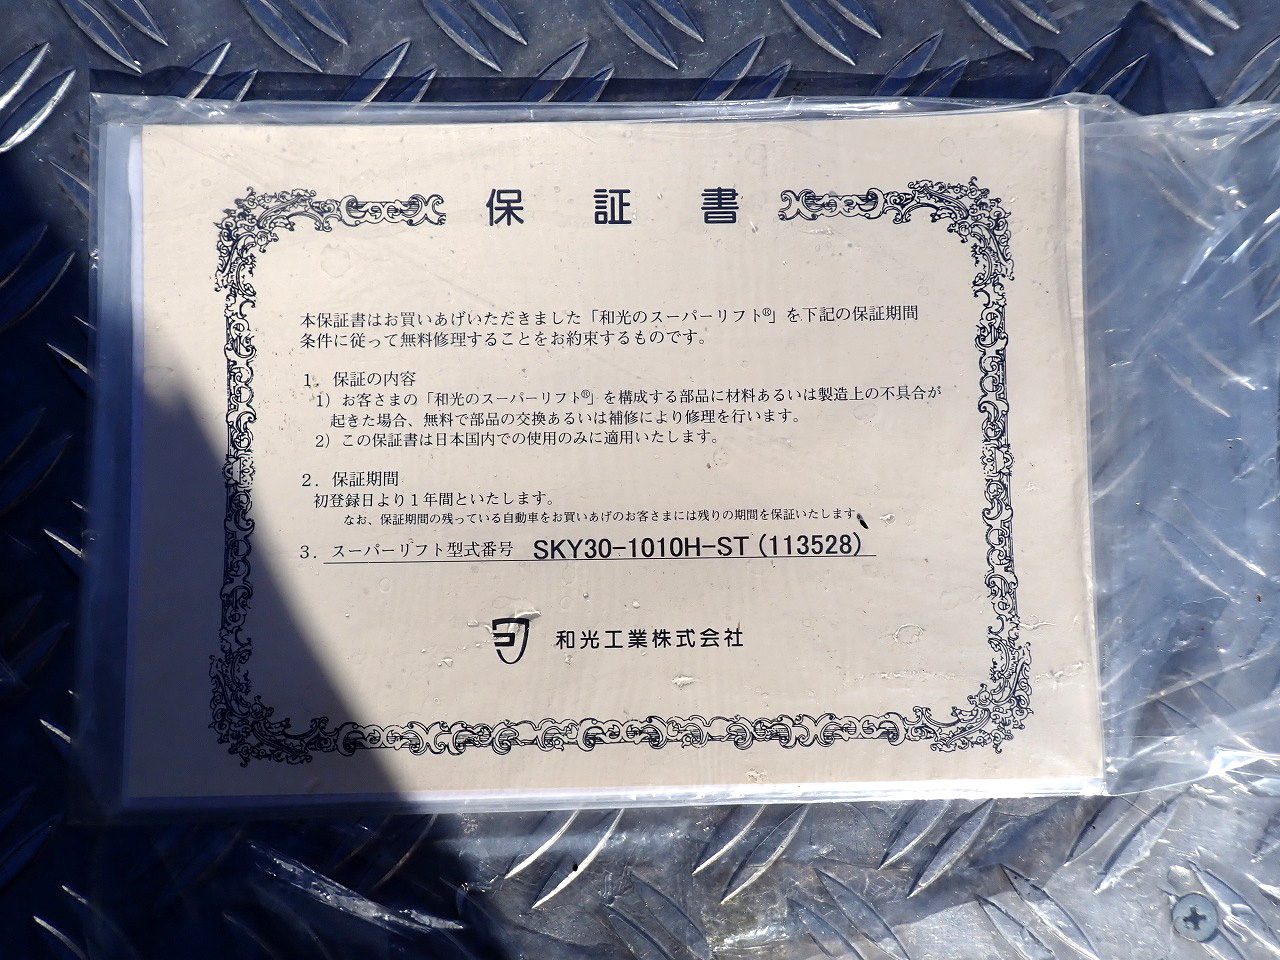 保証書
本保証書はお買いあげいただきました「和光のスーパーリフト®」を下記の保証期間
条件に従って無料修理することをお約束するものです。
1. 保証の内容
1) お客さまの「和光のスーパーリフト®」を構成する部品に材料あるいは製造上の不具合が
起きた場合、無料で部品の交換あるいは補修により修理を行います。
2) この保証書は日本国内での使用のみに適用いたします。
2. 保証期間
初登録日より1年間といたします。
なお、保証期間の残っている自動車をお買いあげのお客さまには残りの期間を保証いたします。
3. スーパーリフト型式番号 SKY30-1010H-ST (113528)
和光工業株式会社